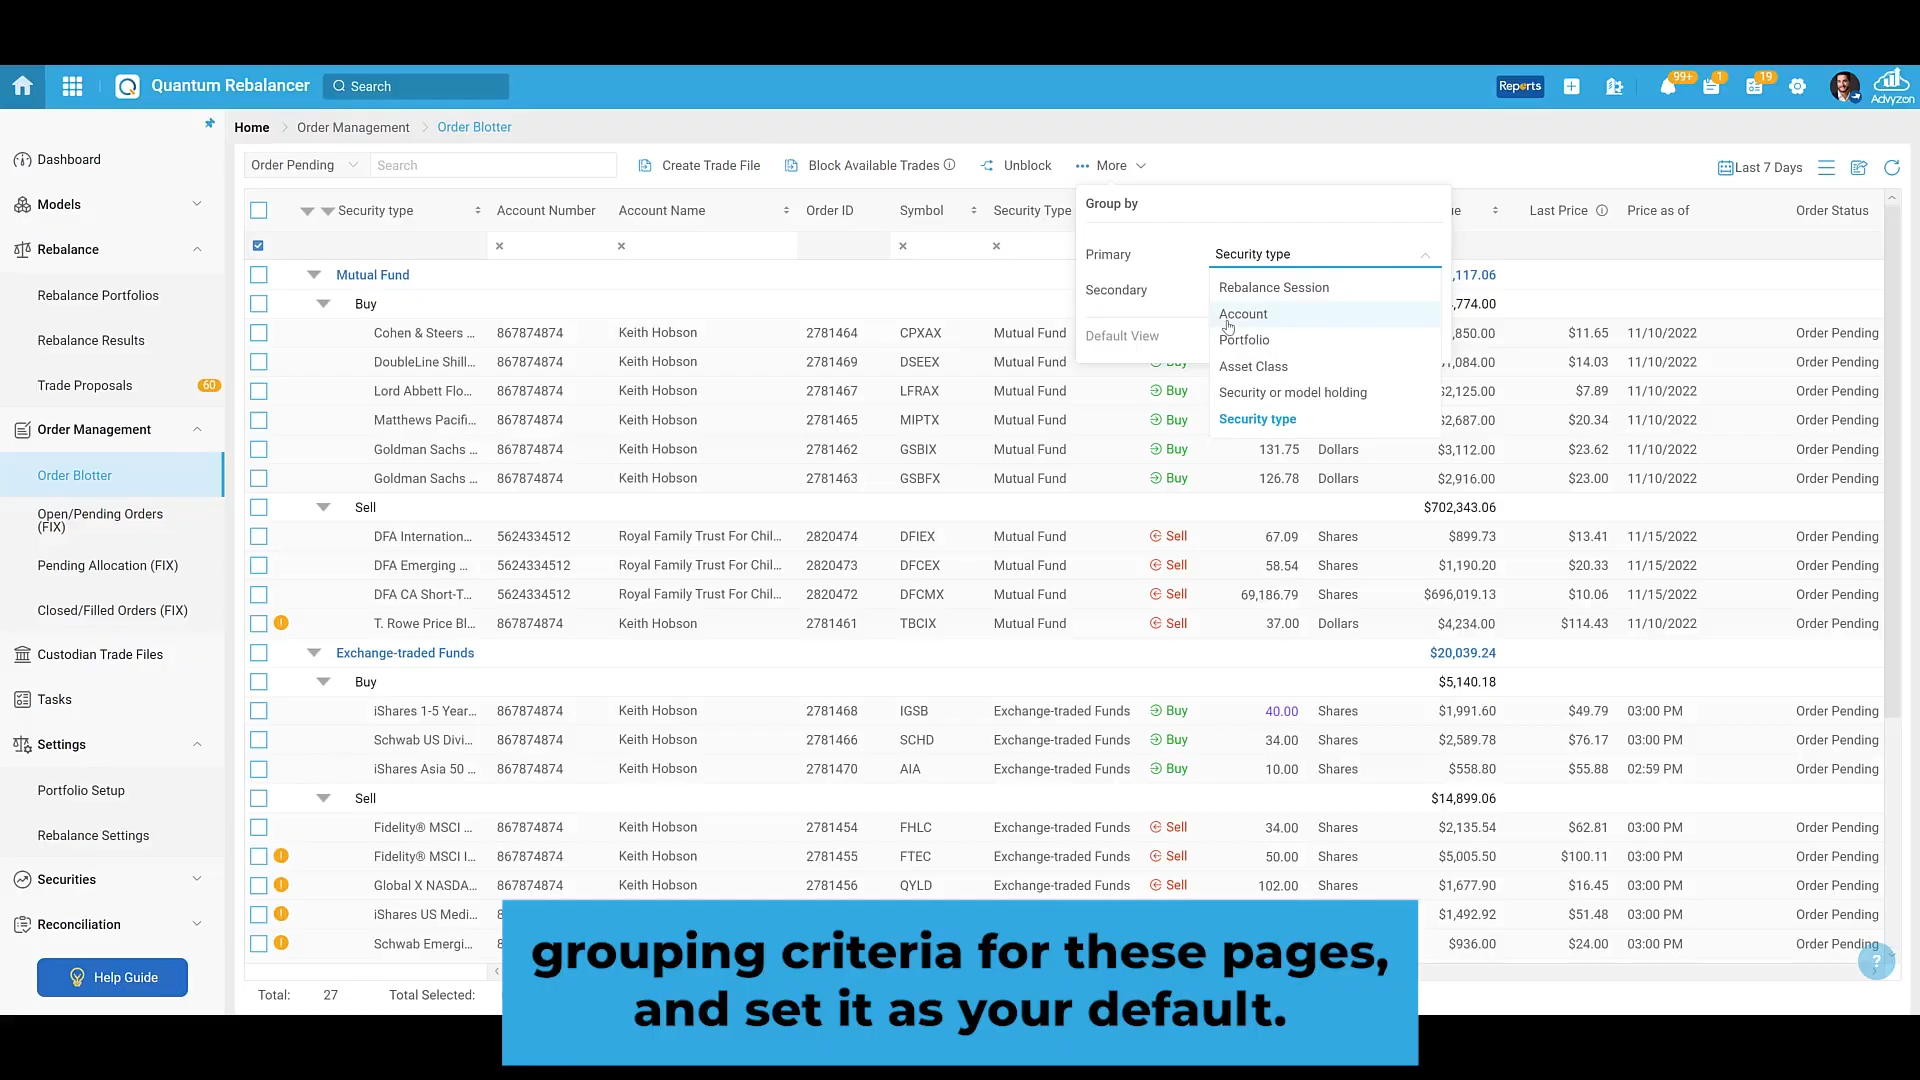 Quantum Rebalancer
Search
Reports
99+
1
19
Advyzon
Home
Order Management
Order Blotter
Dashboard
Models
Rebalance
Rebalance Portfolios
Rebalance Results
Trade Proposals 60
Order Management
Order Blotter
Open/Pending Orders
(FIX)
Pending Allocation (FIX)
Closed/Filled Orders (FIX)
Custodian Trade Files
Tasks
Settings
Portfolio Setup
Rebalance Settings
Securities
Reconciliation
Help Guide
Order Pending
Search
Create Trade File
Block Available Trades
Unblock
More
Last 7 Days
Security type Account Number Account Name Order ID Symbol Security Type Last Price Price as of Order Status
Group by
Primary Security type
Secondary
Default View
Rebalance Session
Account
Portfolio
Asset Class
Security or model holding
Security type
Mutual Fund ,117.06
Buy ,774.00
Cohen & Steers ... 867874874 Keith Hobson 2781464 CPXAX Mutual Fund ,850.00 $11.65 11/10/2022 Order Pending
DoubleLine Shill... 867874874 Keith Hobson 2781469 DSEEX Mutual Fund Buy ,084.00 $14.03 11/10/2022 Order Pending
Lord Abbett Flo... 867874874 Keith Hobson 2781467 LFRAX Mutual Fund Buy $2,125.00 $7.89 11/10/2022 Order Pending
Matthews Pacifi... 867874874 Keith Hobson 2781465 MIPTX Mutual Fund Buy $2,687.00 $20.34 11/10/2022 Order Pending
Goldman Sachs ... 867874874 Keith Hobson 2781462 GSBIX Mutual Fund Buy 131.75 Dollars $3,112.00 $23.62 11/10/2022 Order Pending
Goldman Sachs ... 867874874 Keith Hobson 2781463 GSBFX Mutual Fund Buy 126.78 Dollars $2,916.00 $23.00 11/10/2022 Order Pending
Sell $702,343.06
DFA Internation... 5624334512 Royal Family Trust For Chil... 2820474 DFIEX Mutual Fund Sell 67.09 Shares $899.73 $13.41 11/15/2022 Order Pending
DFA Emerging ... 5624334512 Royal Family Trust For Chil... 2820473 DFCEX Mutual Fund Sell 58.54 Shares $1,190.20 $20.33 11/15/2022 Order Pending
DFA CA Short-T... 5624334512 Royal Family Trust For Chil... 2820472 DFCMX Mutual Fund Sell 69,186.79 Shares $696,019.13 $10.06 11/15/2022 Order Pending
T. Rowe Price Bl... 867874874 Keith Hobson 2781461 TBCIX Mutual Fund Sell 37.00 Dollars $4,234.00 $114.43 11/10/2022 Order Pending
Exchange-traded Funds $20,039.24
Buy $5,140.18
iShares 1-5 Year... 867874874 Keith Hobson 2781468 IGSB Exchange-traded Funds Buy 40.00 Shares $1,991.60 $49.79 03:00 PM Order Pending
Schwab US Divi... 867874874 Keith Hobson 2781466 SCHD Exchange-traded Funds Buy 34.00 Shares $2,589.78 $76.17 03:00 PM Order Pending
iShares Asia 50 ... 867874874 Keith Hobson 2781470 AIA Exchange-traded Funds Buy 10.00 Shares $558.80 $55.88 02:59 PM Order Pending
Sell $14,899.06
Fidelity® MSCI ... 867874874 Keith Hobson 2781454 FHLC Exchange-traded Funds Sell 34.00 Shares $2,135.54 $62.81 03:00 PM Order Pending
Fidelity® MSCI I... 867874874 Keith Hobson 2781455 FTEC Exchange-traded Funds Sell 50.00 Shares $5,005.50 $100.11 03:00 PM Order Pending
Global X NASDA... 867874874 Keith Hobson 2781456 QYLD Exchange-traded Funds Sell 102.00 Shares $1,677.90 $16.45 03:00 PM Order Pending
iShares US Medi... $1,492.92 $51.48 03:00 PM Order Pending
Schwab Emergi... $936.00 $24.00 03:00 PM Order Pending
Total: 27 Total Selected:
grouping criteria for these pages,
and set it as your default.